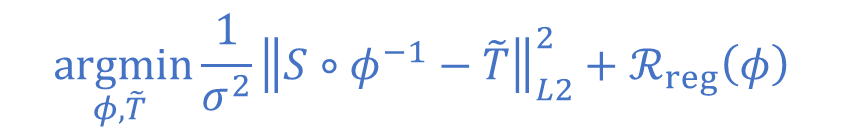 argmin_{ϕ,T̃} 1/σ² ‖S ∘ ϕ⁻¹ − T̃‖²_{L2} + ℛ_reg(ϕ)